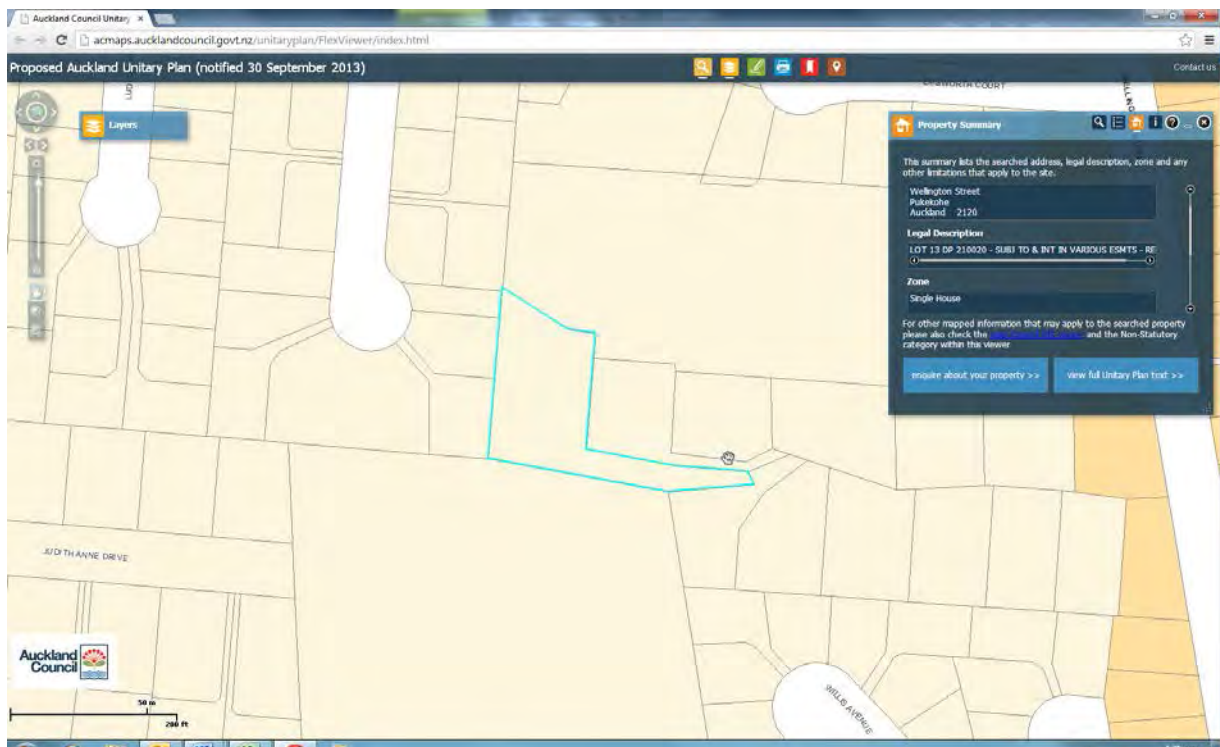 Auckland Council Unitary
acmaps.aucklandcouncil.govt.nz/unitaryplan/FlexViewer/index.html
Proposed Auckland Unitary Plan (notified 30 September 2013)
Contact us
Layers
Property Summary
This summary lists the searched address, legal description, zone and any
other limitations that apply to the site.
Wellington Street
Pukekohe
Auckland 2120
Legal Description
LOT 13 DP 210020 - SUBJ TO & INT IN VARIOUS ESMTS - RE
Zone
Single House
For other mapped information that may apply to the searched property
please also check the
and the Non-Statutory
category within this viewer
enquire about your property >>
view full Unitary Plan text >>
JUDITH ANNE DRIVE
WILLIS AVENUE
Auckland
Council
50 m
200 ft